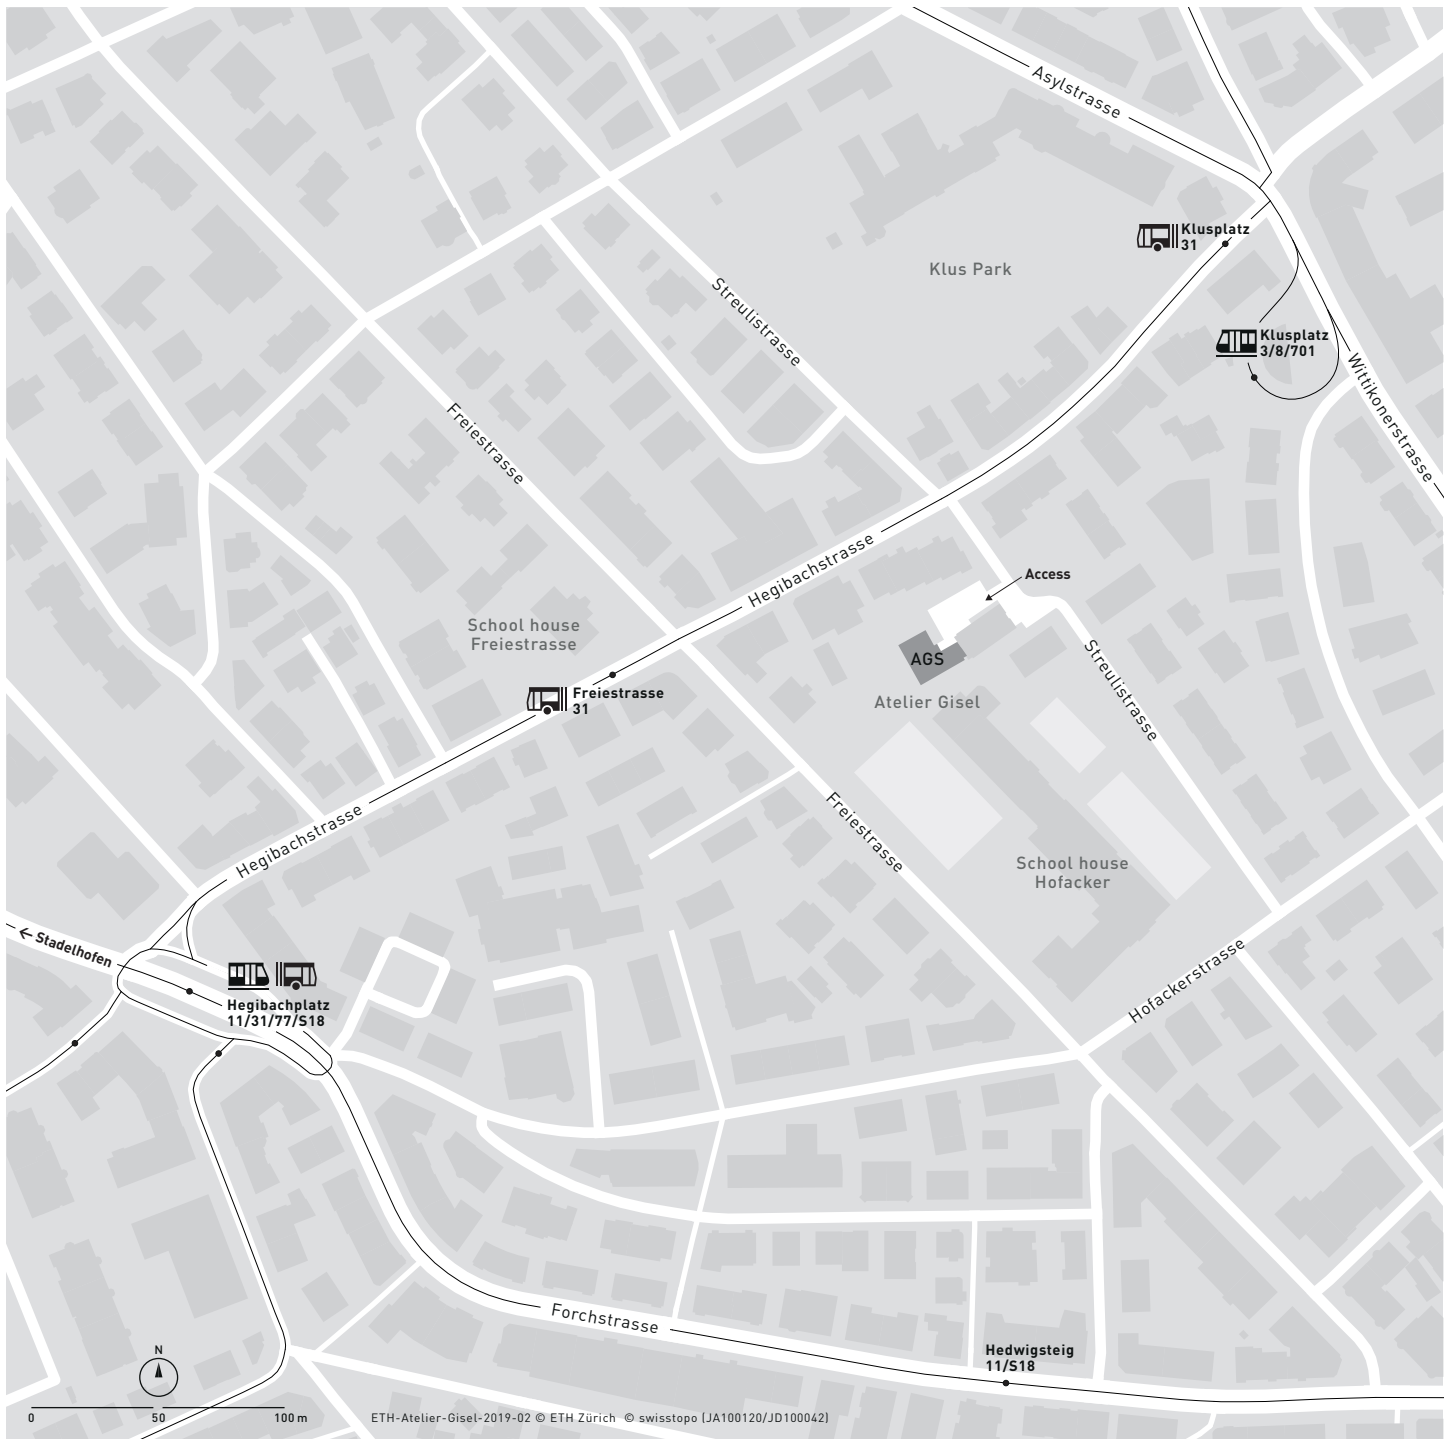 Asylstrasse
Klusplatz
31
Klus Park
Streulistrasse
Klusplatz
3/8/701
Wittikonerstrasse
Freiestrasse
Hegibachstrasse
Access
School house
Freiestrasse
AGS
Streulistrasse
Freiestrasse
31
Atelier Gisel
Hegibachstrasse
Freiestrasse
School house
Hofacker
← Stadelhofen
Hofackerstrasse
Hegibachplatz
11/31/77/S18
Forchstrasse
Hedwigsteig
11/S18
N
0 50 100 m
ETH-Atelier-Gisel-2019-02 © ETH Zürich © swisstopo (JA100120/JD100042)